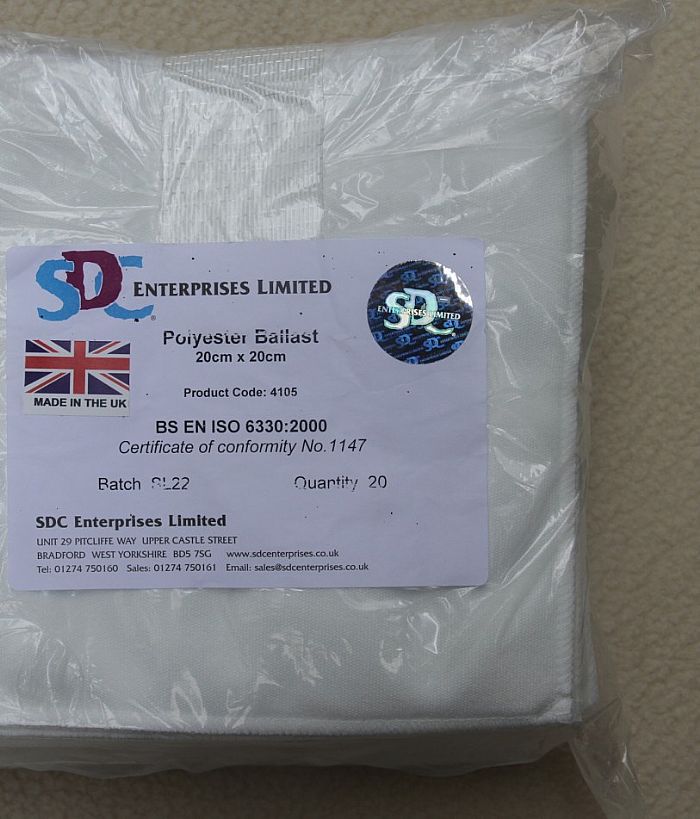 SDC ENTERPRISES LIMITED
SDC
ENTERPRISES LIMITED
Polyester Ballast
20cm x 20cm
Product Code: 4105
MADE IN THE UK
BS EN ISO 6330:2000
Certificate of conformity No.1147
Batch SL22 Quantity 20
SDC Enterprises Limited
UNIT 29 PITCLIFFE WAY UPPER CASTLE STREET
BRADFORD WEST YORKSHIRE BD5 7SG www.sdcenterprises.co.uk
Tel: 01274 750160 Sales: 01274 750161 Email: sales@sdcenterprises.co.uk